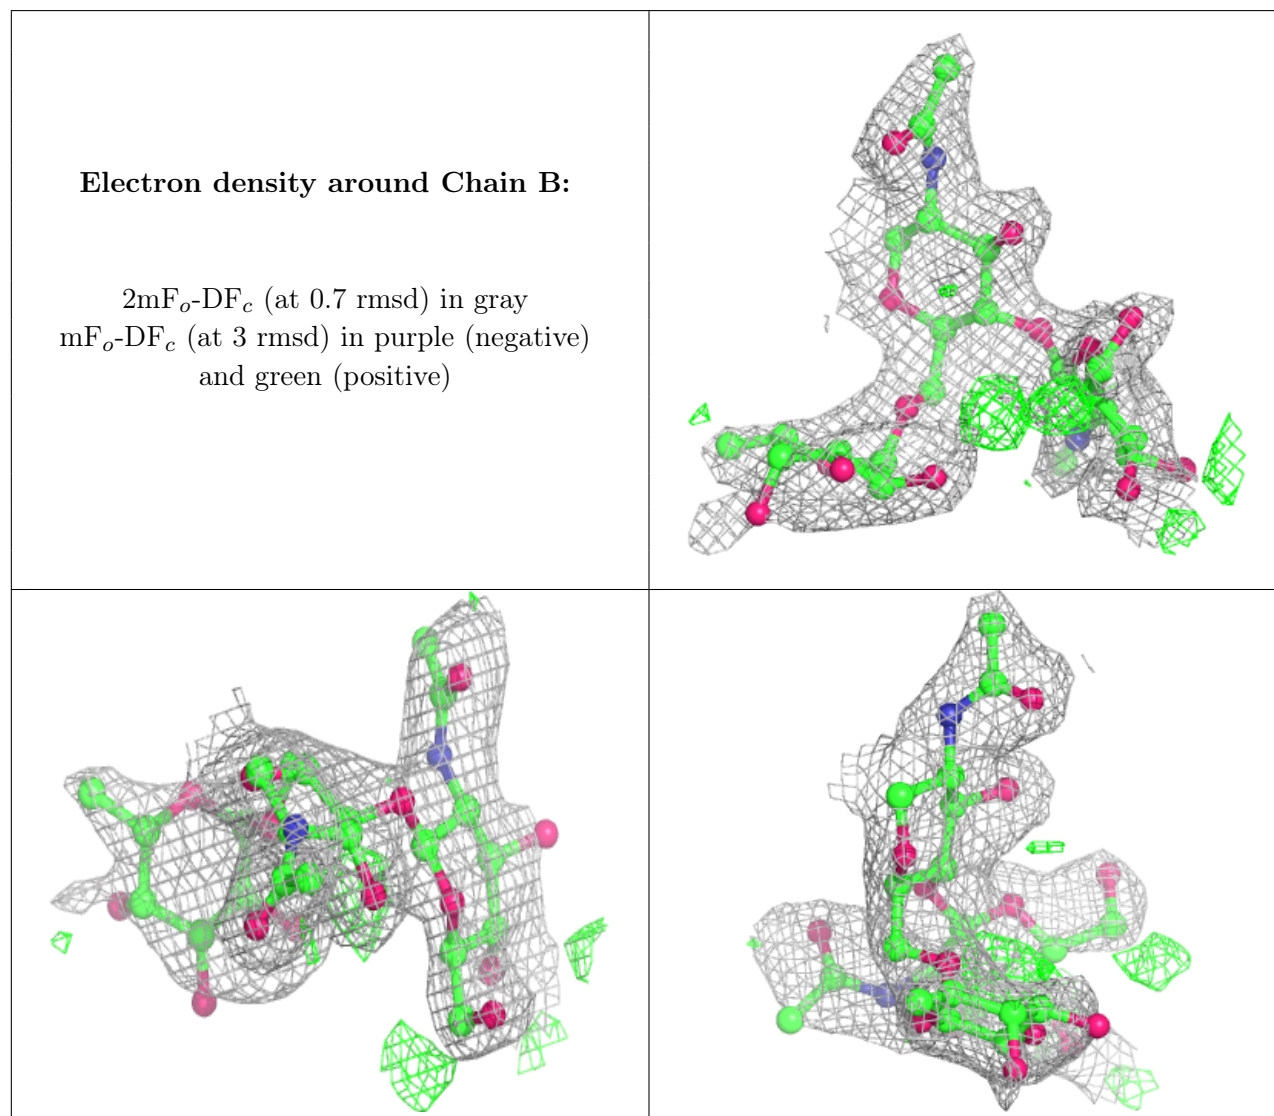 Electron density around Chain B:
2mFₒ-DF𝒸 (at 0.7 rmsd) in gray
mFₒ-DF𝒸 (at 3 rmsd) in purple (negative)
and green (positive)